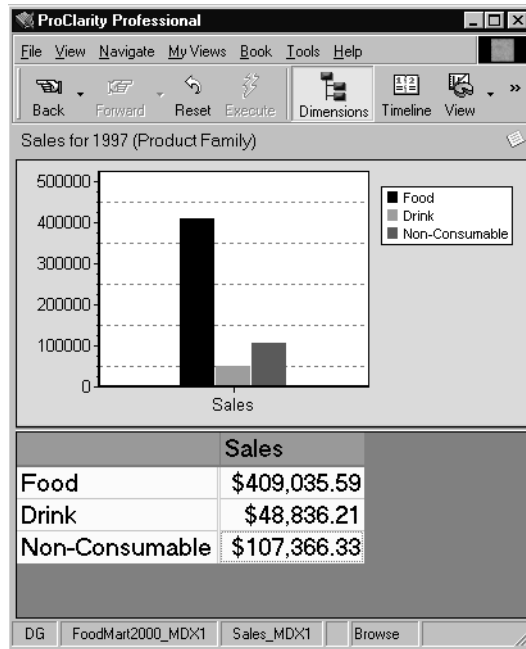 ProClarity Professional
File View Navigate My Views Book Tools Help
Back Forward Reset Execute Dimensions Timeline View »
Sales for 1997 (Product Family)
500000
400000
300000
200000
100000
0
Sales
Food
Drink
Non-Consumable
Sales
Food $409,035.59
Drink $48,836.21
Non-Consumable $107,366.33
DG FoodMart2000_MDX1 Sales_MDX1 Browse